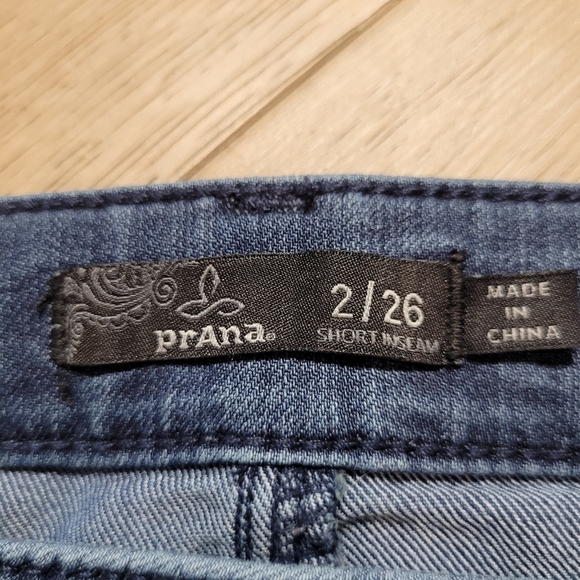 prAna®
2/26
SHORT INSEAM
MADE
IN
CHINA